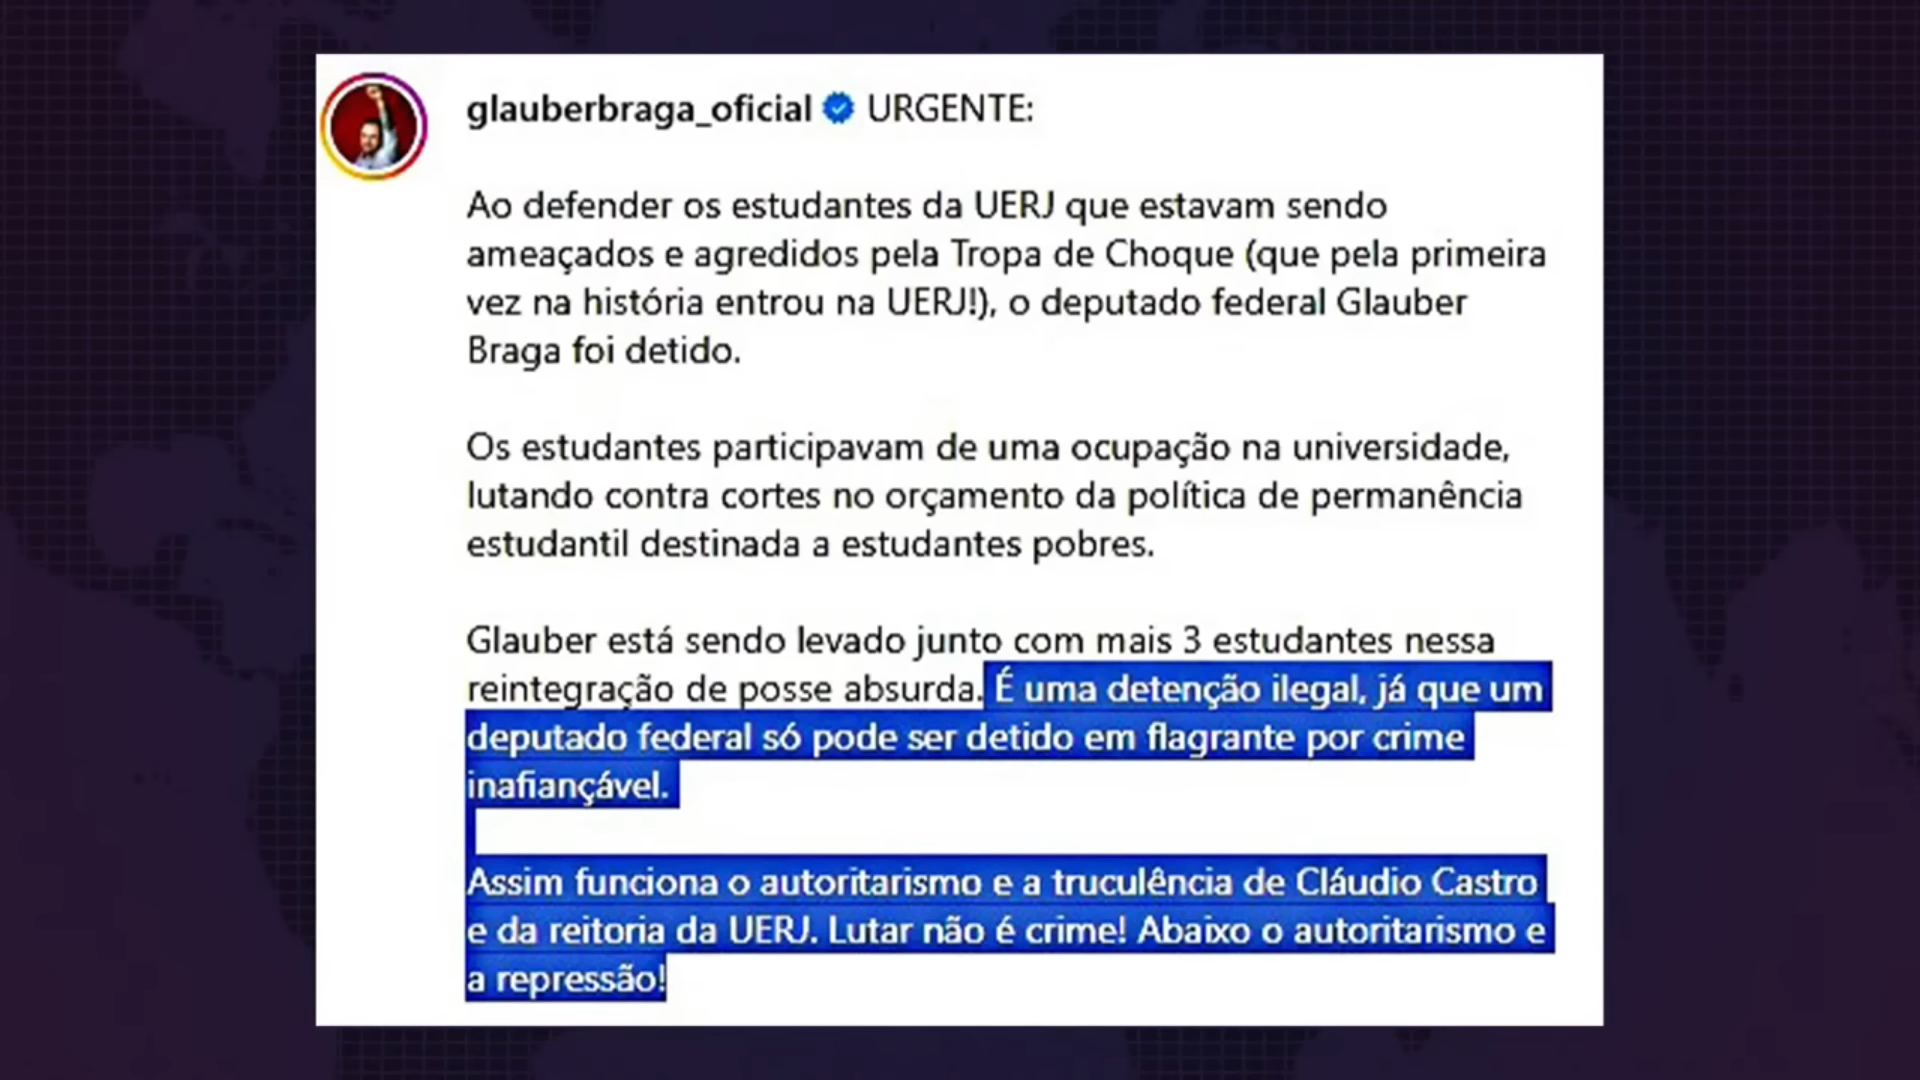 glauberbraga_oficial URGENTE:
Ao defender os estudantes da UERJ que estavam sendo
ameaçados e agredidos pela Tropa de Choque (que pela primeira
vez na história entrou na UERJ!), o deputado federal Glauber
Braga foi detido.
Os estudantes participavam de uma ocupação na universidade,
lutando contra cortes no orçamento da política de permanência
estudantil destinada a estudantes pobres.
Glauber está sendo levado junto com mais 3 estudantes nessa
reintegração de posse absurda. É uma detenção ilegal, já que um
deputado federal só pode ser detido em flagrante por crime
inafiançável.
Assim funciona o autoritarismo e a truculência de Cláudio Castro
e da reitoria da UERJ. Lutar não é crime! Abaixo o autoritarismo e
a repressão!